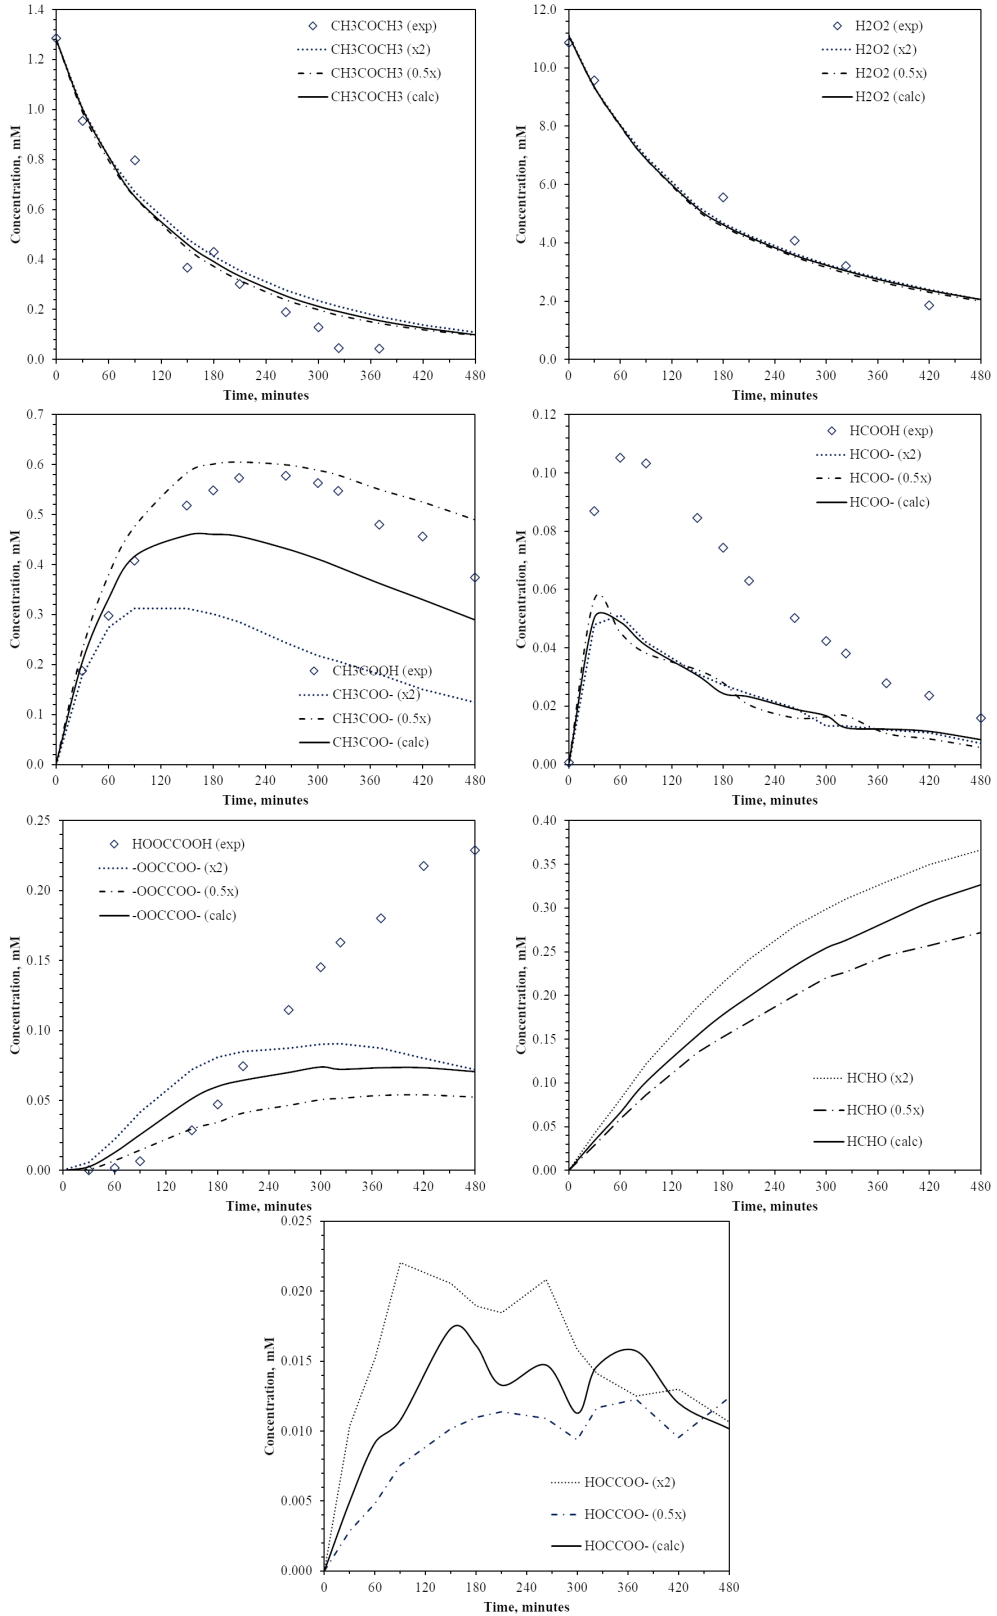 1.4
1.2
1.0
0.8
0.6
0.4
0.2
0.0
Concentration, mM
CH3COCH3 (exp)
CH3COCH3 (x2)
CH3COCH3 (0.5x)
CH3COCH3 (calc)
0 60 120 180 240 300 360 420 480
Time, minutes
12.0
10.0
8.0
6.0
4.0
2.0
0.0
Concentration, mM
H2O2 (exp)
H2O2 (x2)
H2O2 (0.5x)
H2O2 (calc)
0 60 120 180 240 300 360 420 480
Time, minutes
0.7
0.6
0.5
0.4
0.3
0.2
0.1
0.0
Concentration, mM
CH3COOH (exp)
CH3COO- (x2)
CH3COO- (0.5x)
CH3COO- (calc)
0 60 120 180 240 300 360 420 480
Time, minutes
0.12
0.10
0.08
0.06
0.04
0.02
0.00
Concentration, mM
HCOOH (exp)
HCOO- (x2)
HCOO- (0.5x)
HCOO- (calc)
0 60 120 180 240 300 360 420 480
Time, minutes
0.25
0.20
0.15
0.10
0.05
0.00
Concentration, mM
HOOCCOOH (exp)
-OOCCOO- (x2)
-OOCCOO- (0.5x)
-OOCCOO- (calc)
0 60 120 180 240 300 360 420 480
Time, minutes
0.40
0.35
0.30
0.25
0.20
0.15
0.10
0.05
0.00
Concentration, mM
HCHO (x2)
HCHO (0.5x)
HCHO (calc)
0 60 120 180 240 300 360 420 480
Time, minutes
0.025
0.020
0.015
0.010
0.005
0.000
Concentration, mM
HOCCOO- (x2)
HOCCOO- (0.5x)
HOCCOO- (calc)
0 60 120 180 240 300 360 420 480
Time, minutes